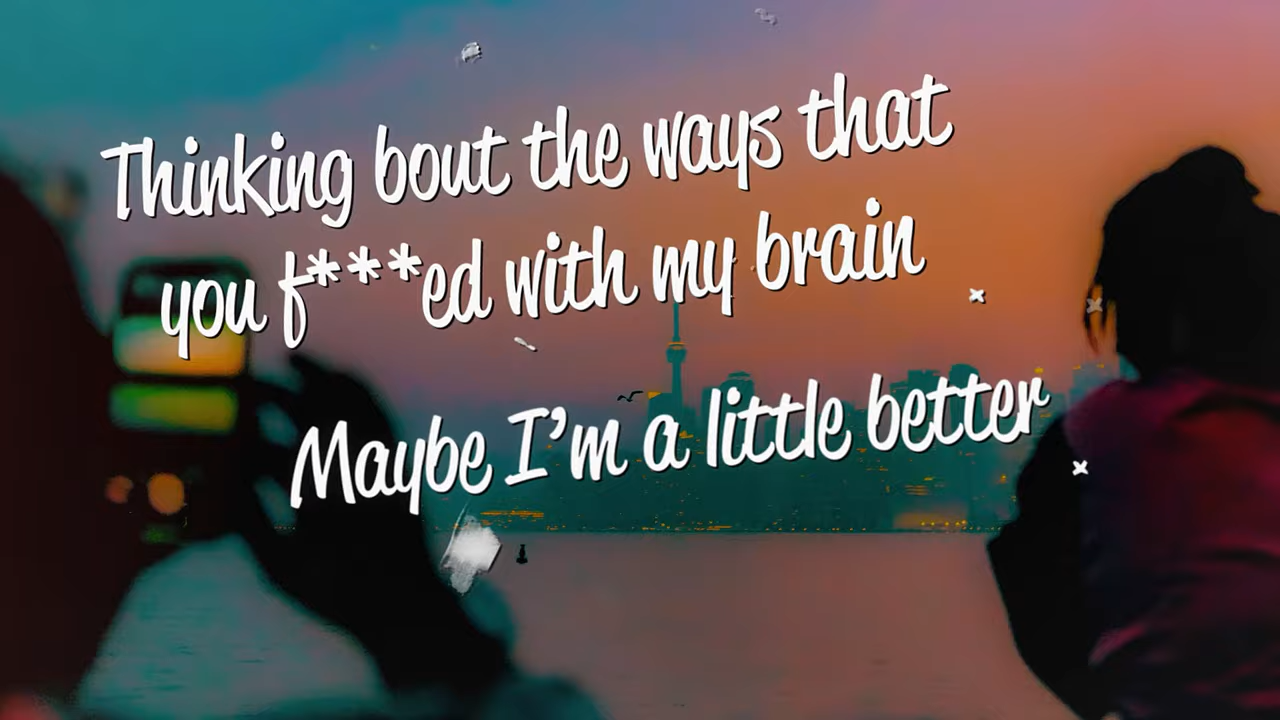 Thinking bout the ways that
you f***ed with my brain
Maybe I'm a little better